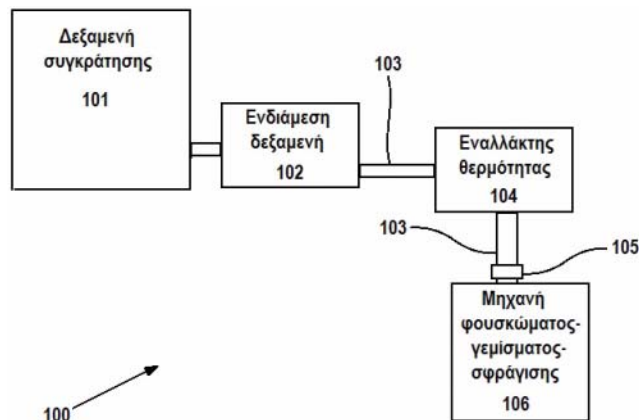 Δεξαμενή
συγκράτησης
101
103
Ενδιάμεση
δεξαμενή
102
Εναλλάκτης
θερμότητας
104
103
105
Μηχανή
φουσκώματος-
γεμίσματος-
σφράγισης
106
100